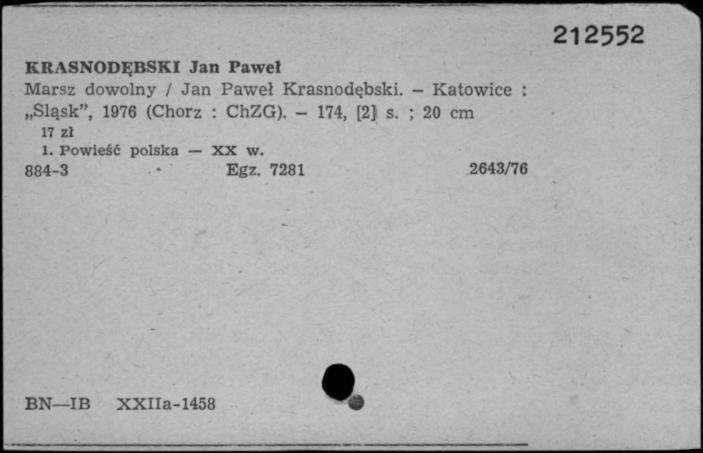 212552
KRASNODĘBSKI Jan Paweł
Marsz dowolny / Jan Paweł Krasnodębski. — Katowice :
„Sląsk”, 1976 (Chorz : ChZG). — 174, [2] s. ; 20 cm
17 zł
1. Powieść polska — XX w.
884-3 Egz. 7281 2643/76
BN—IB XXIIa-1458